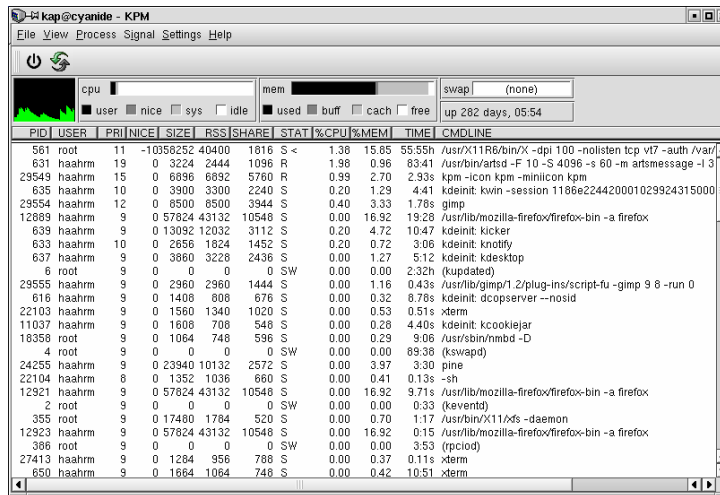 kap@cyanide - KPM
File View Process Signal Settings Help
cpu
user nice sys idle
mem
used buff cach free
swap (none)
up 282 days, 05:54
PID USER PRI NICE SIZE RSS SHARE STAT %CPU %MEM TIME CMDLINE
561 root 11 -10 358252 40400 1816 S < 1.38 15.85 55:55h /usr/X11R6/bin/X -dpi 100 -nolisten tcp vt7 -auth /var/
631 haahrm 19 0 3224 2444 1096 R 1.98 0.96 83:41 /usr/bin/artsd -F 10 -S 4096 -s 60 -m artsmessage -l 3
29549 haahrm 15 0 6896 6892 5760 R 0.99 2.70 2.93s kpm -icon kpm -miniicon kpm
635 haahrm 10 0 3900 3300 2240 S 0.20 1.29 4:41 kdeinit: kwin -session 1186e224420001029924315000
29554 haahrm 12 0 8500 8500 3944 S 0.40 3.33 1.78s gimp
12889 haahrm 9 0 57824 43132 10548 S 0.00 16.92 19:28 /usr/lib/mozilla-firefox/firefox-bin -a firefox
639 haahrm 9 0 13092 12032 3112 S 0.20 4.72 10:47 kdeinit: kicker
633 haahrm 10 0 2656 1824 1452 S 0.20 0.72 3:06 kdeinit: knotify
637 haahrm 9 0 3860 3228 2436 S 0.00 1.27 5:12 kdeinit: kdesktop
6 root 9 0 0 0 0 SW 0.00 0.00 2:32h (kupdated)
29555 haahrm 9 0 2960 2960 1444 S 0.00 1.16 0.43s /usr/lib/gimp/1.2/plug-ins/script-fu -gimp 9 8 -run 0
616 haahrm 9 0 1408 808 676 S 0.00 0.32 8.78s kdeinit: dcopserver --nosid
22103 haahrm 9 0 1560 1340 1020 S 0.00 0.53 0.51s xterm
11037 haahrm 9 0 1608 708 548 S 0.00 0.28 4.40s kdeinit: kcookiejar
18358 root 9 0 1064 748 596 S 0.00 0.29 9:06 /usr/sbin/nmbd -D
4 root 9 0 0 0 0 SW 0.00 0.00 89:38 (kswapd)
24255 haahrm 9 0 23940 10132 2572 S 0.00 3.97 3:30 pine
22104 haahrm 8 0 1352 1036 660 S 0.00 0.41 0.13s -sh
12921 haahrm 9 0 57824 43132 10548 S 0.00 16.92 9.71s /usr/lib/mozilla-firefox/firefox-bin -a firefox
2 root 9 0 0 0 0 SW 0.00 0.00 0:33 (keventd)
355 root 9 0 17480 1784 520 S 0.00 0.70 1:17 /usr/bin/X11/xfs -daemon
12923 haahrm 9 0 57824 43132 10548 S 0.00 16.92 0:15 /usr/lib/mozilla-firefox/firefox-bin -a firefox
386 root 9 0 0 0 0 SW 0.00 0.00 3:53 (rpciod)
27413 haahrm 9 0 1284 956 788 S 0.00 0.37 0.11s xterm
650 haahrm 9 0 1664 1064 748 S 0.00 0.42 10:51 xterm